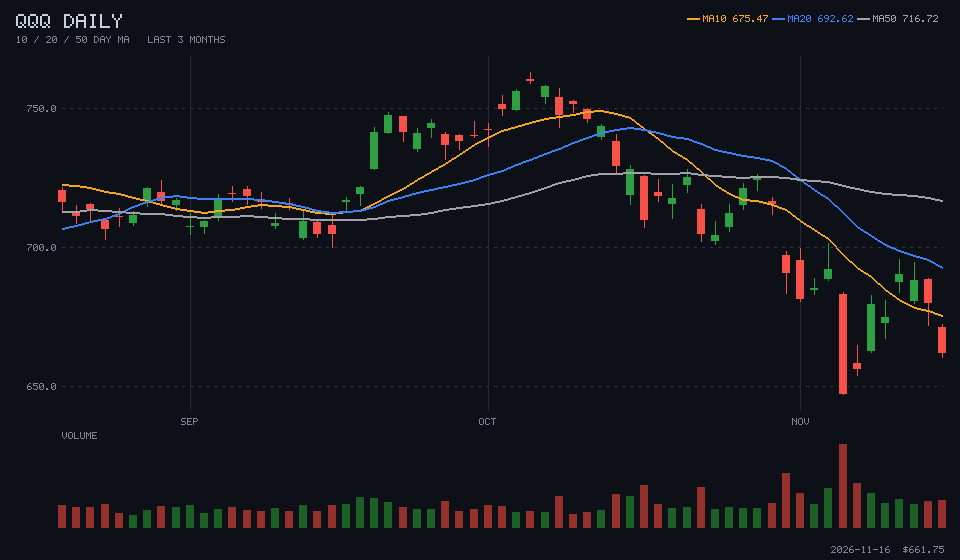 QQQ DAILY
MA10 675.47 MA20 692.62 MA50 716.72
10 / 20 / 50 DAY MA LAST 3 MONTHS
750.0
700.0
650.0
SEP OCT NOV
VOLUME
2026-11-16 $661.75